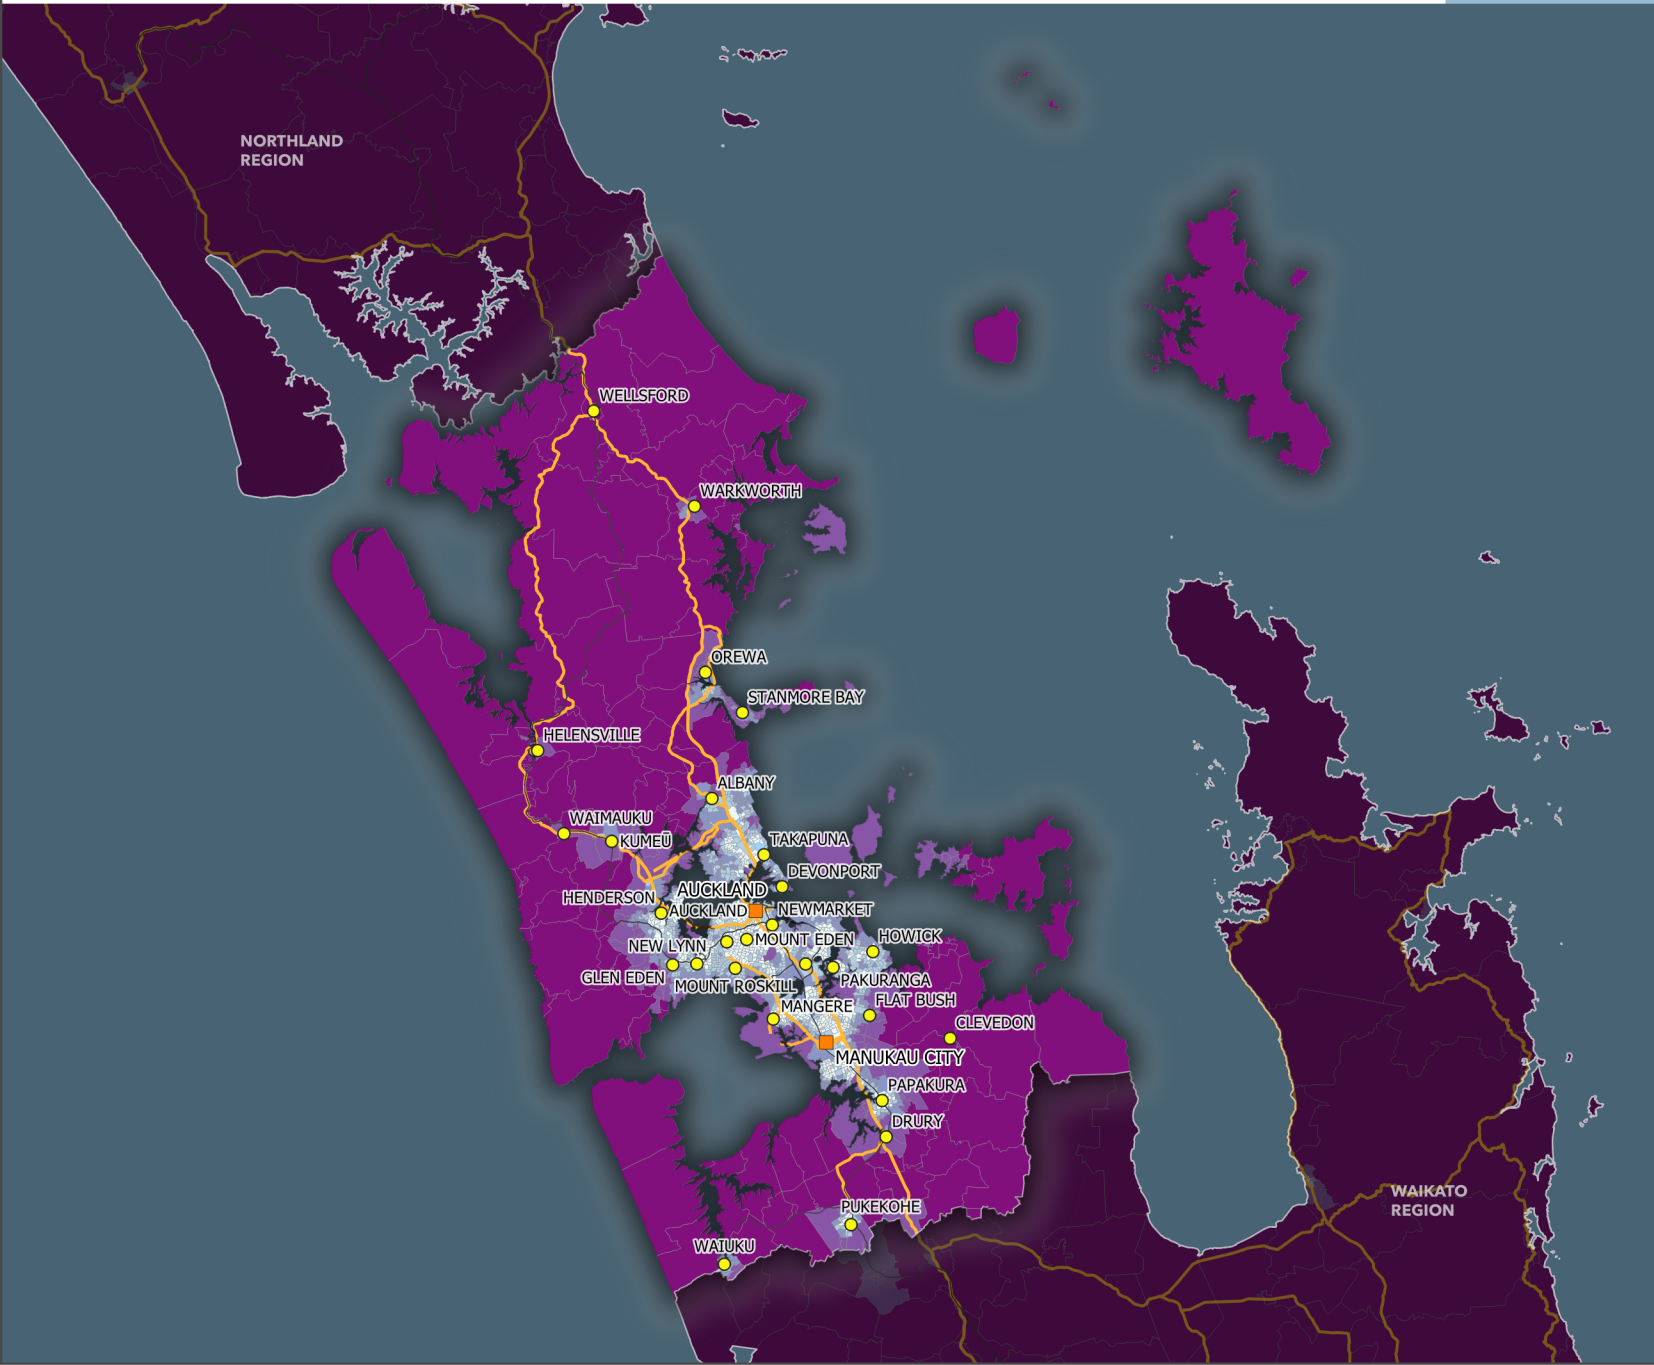 NORTHLAND
REGION
WELLSFORD
WARKWORTH
OREWA
STANMORE BAY
HELENSVILLE
ALBANY
WAIMAUKU
KUMEŪ
TAKAPUNA
DEVONPORT
AUCKLAND
HENDERSON
AUCKLAND
NEWMARKET
MOUNT EDEN
HOWICK
NEW LYNN
GLEN EDEN
PAKURANGA
MOUNT ROSKILL
FLAT BUSH
MANGERE
CLEVEDON
MANUKAU CITY
PAPAKURA
DRURY
WAIKATO
REGION
PUKEKOHE
WAIUKU